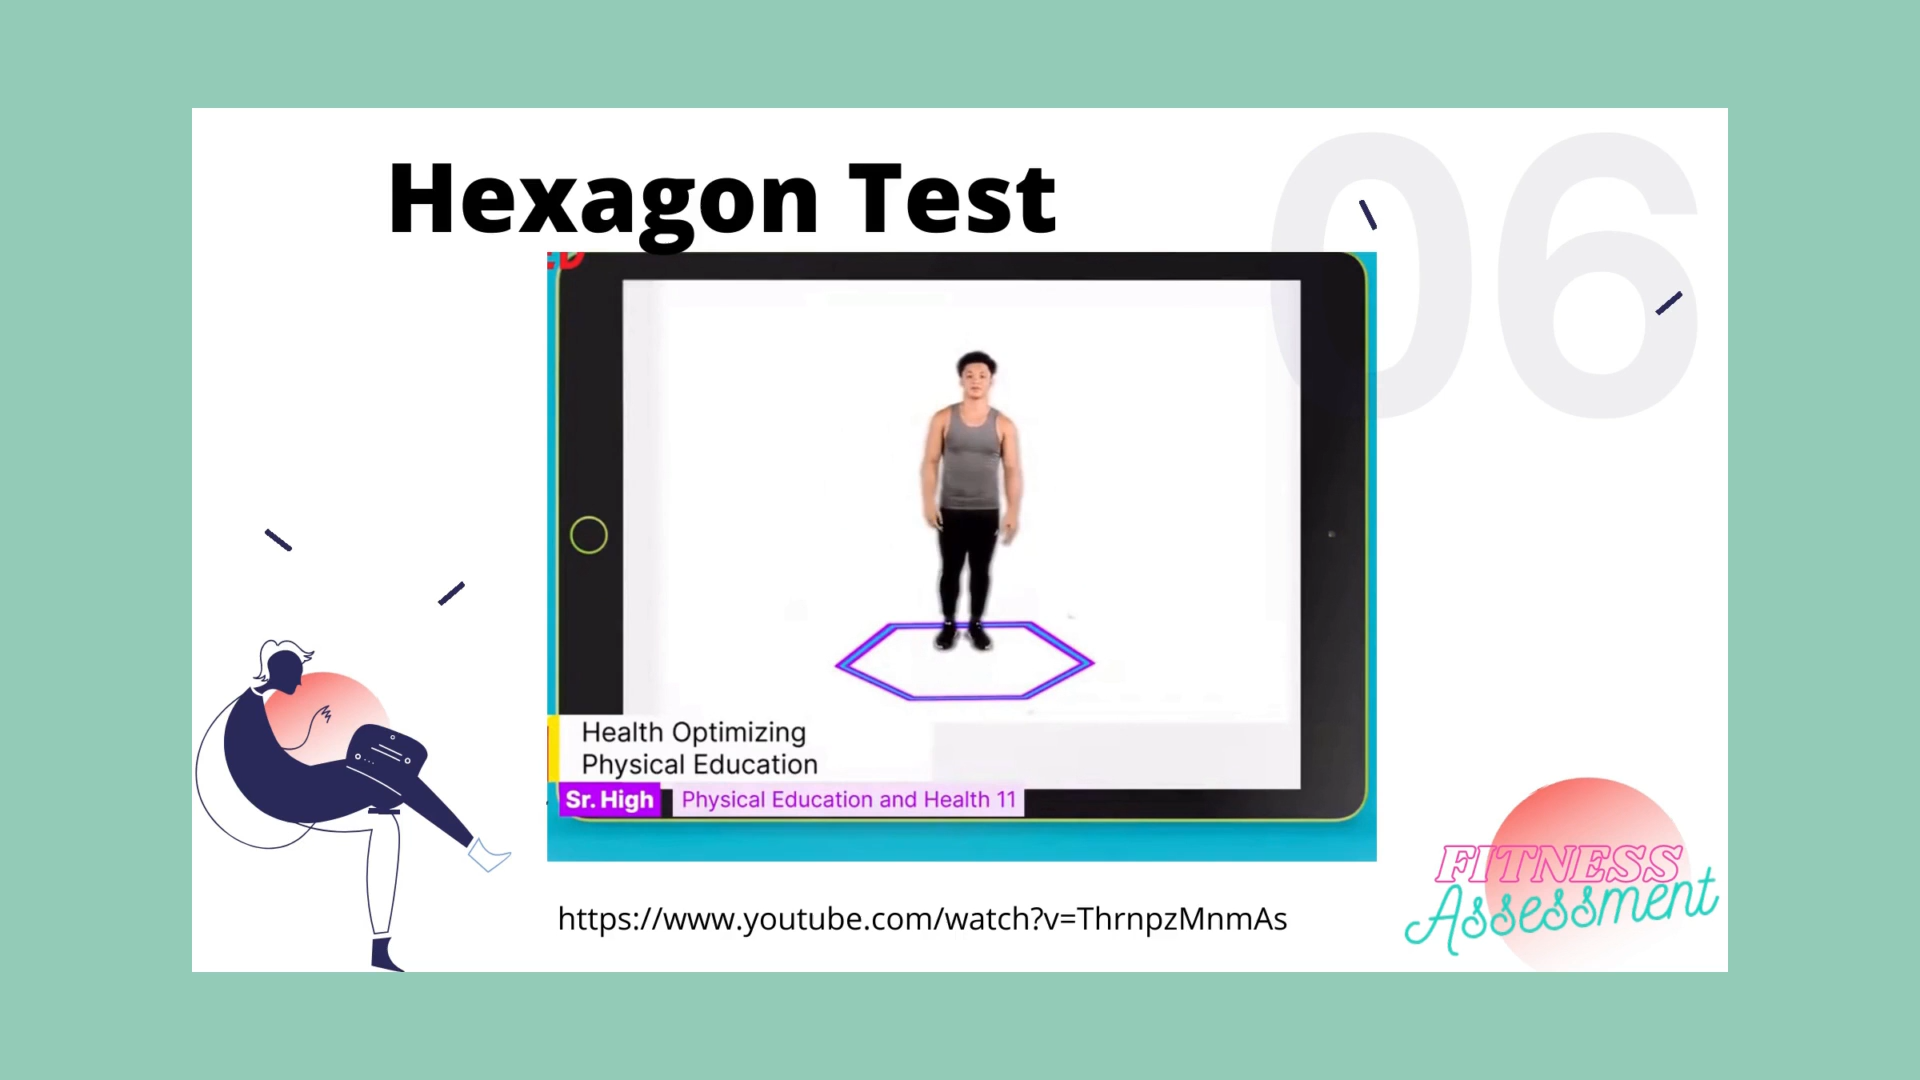 06
Hexagon Test
Health Optimizing
Physical Education
Sr. High Physical Education and Health 11
https://www.youtube.com/watch?v=ThrnpzMnmAs
FITNESS
Assessment